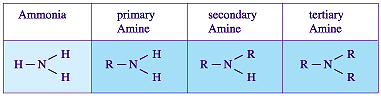 Ammonia primary secondary tertiary
Amine Amine Amine
H H R R
H — N R — N R — N R — N
H H H R